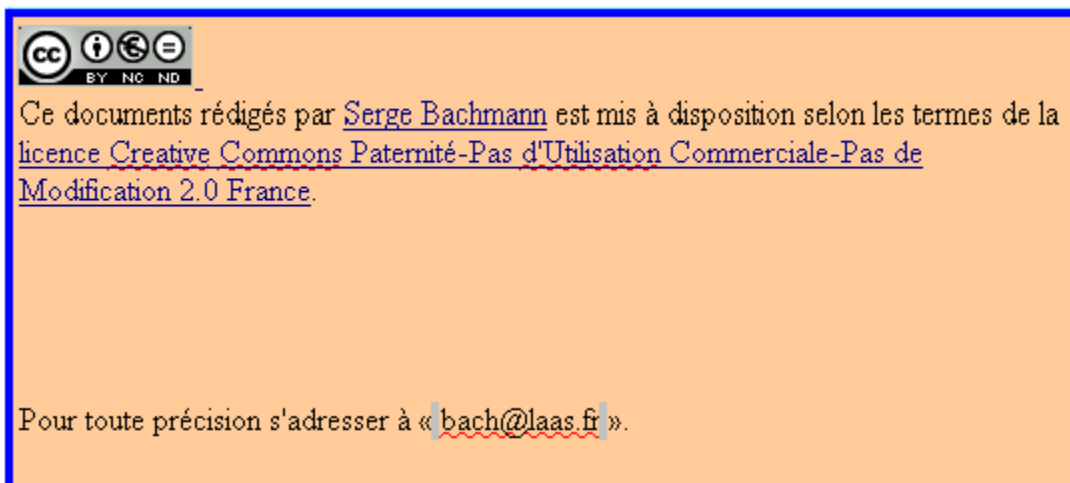 cc
BY NC ND
Ce documents rédigés par Serge Bachmann est mis à disposition selon les termes de la
licence Creative Commons Paternité-Pas d'Utilisation Commerciale-Pas de
Modification 2.0 France.
Pour toute précision s'adresser à « bach@laas.fr ».